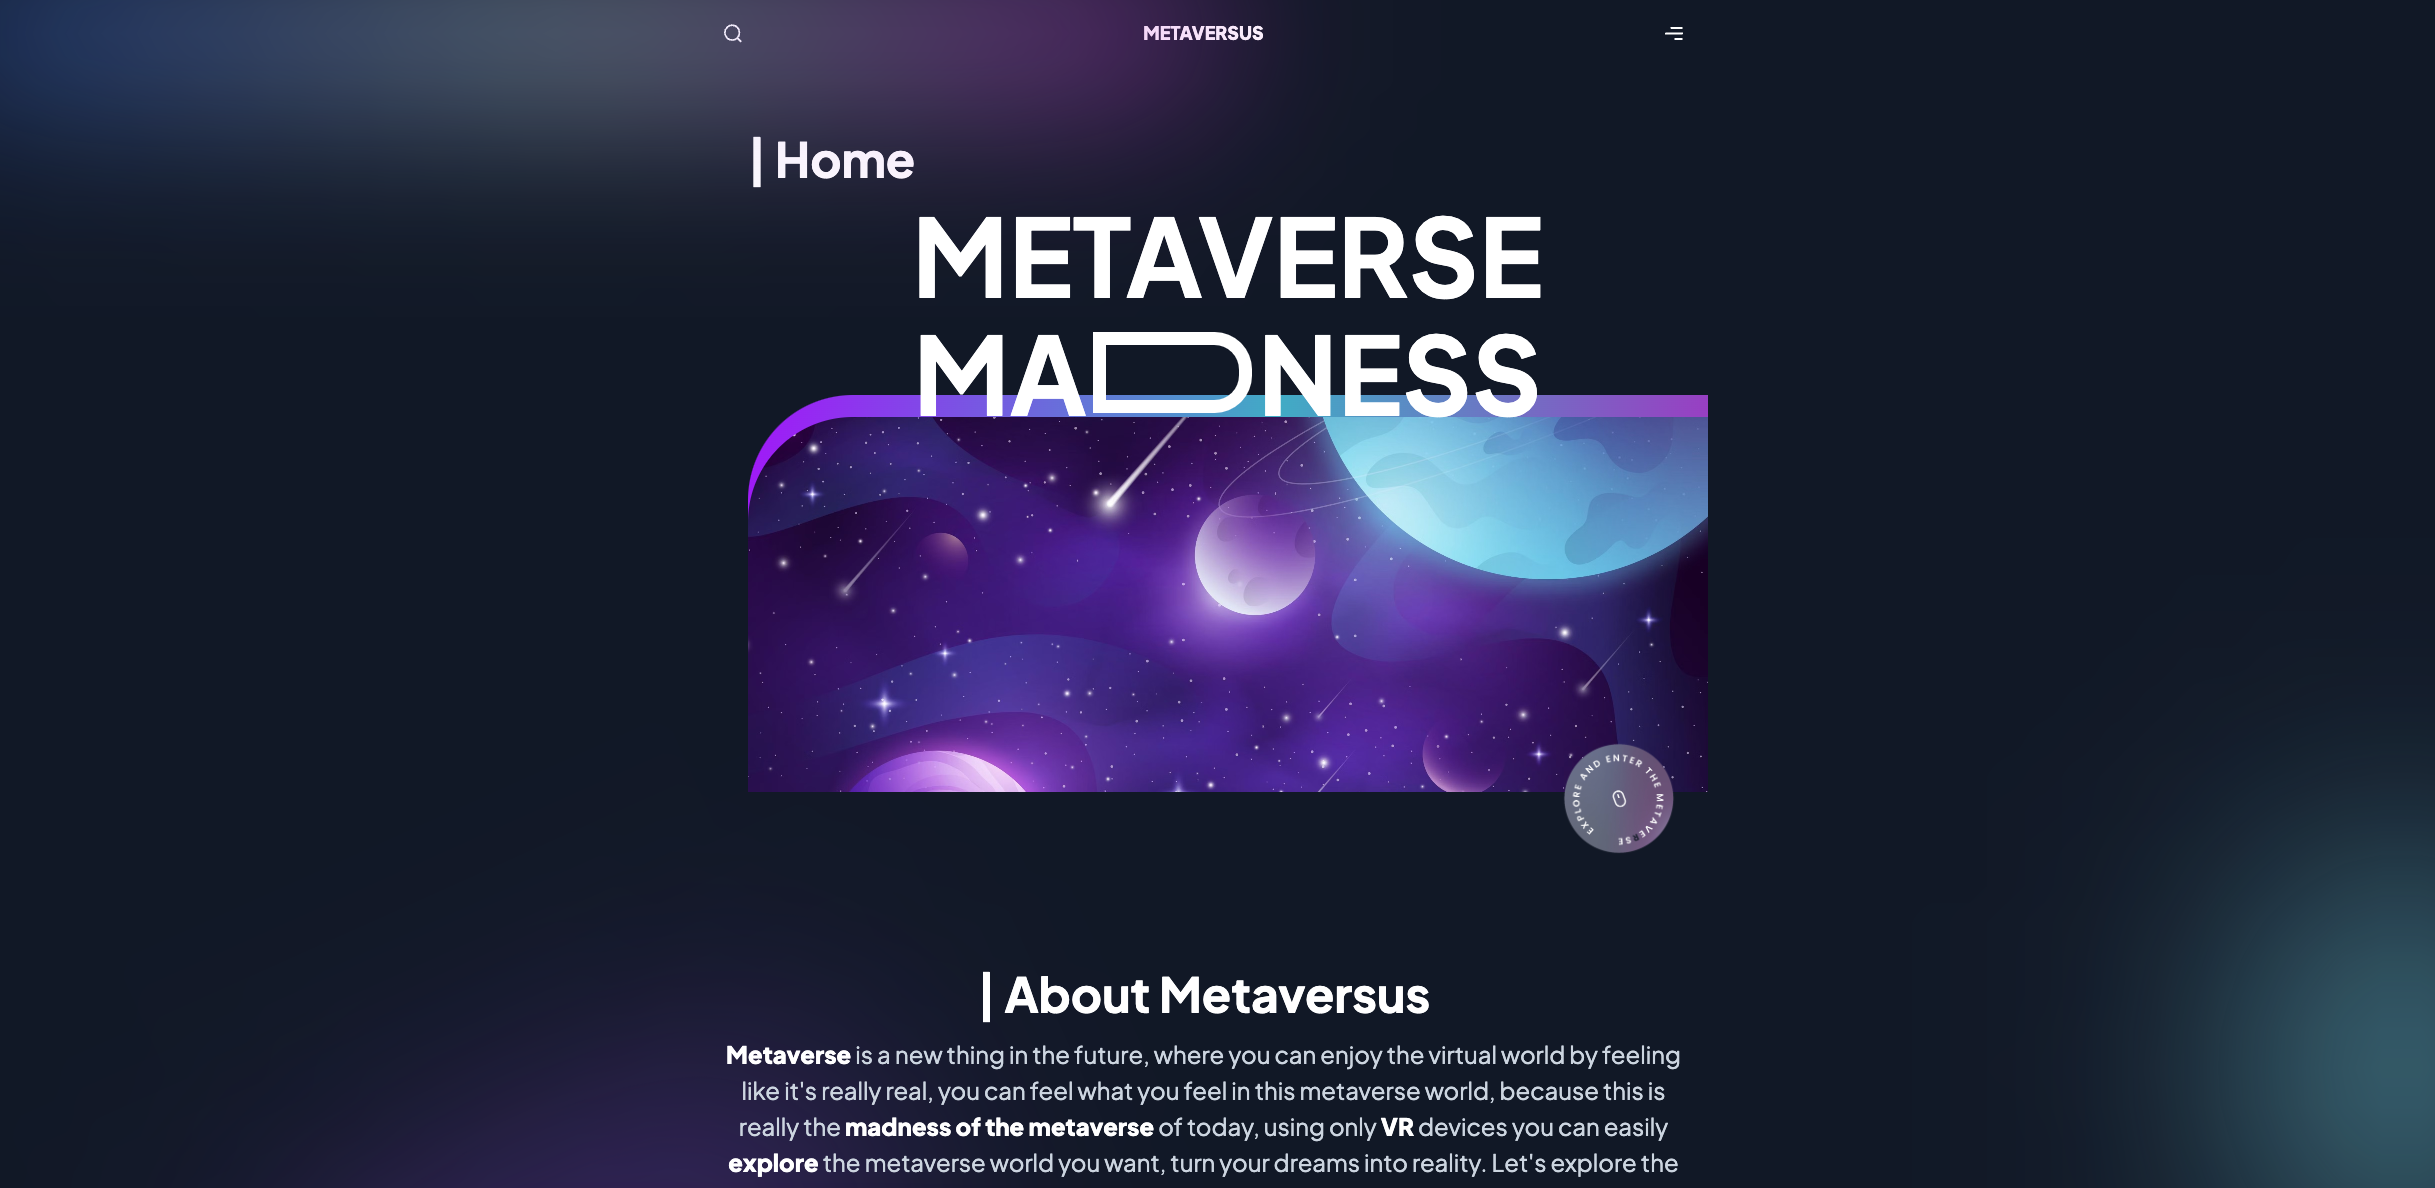 METAVERSUS
| Home
METAVERSE
MADNESS
EXPLORE AND ENTER THE METAVERSE
| About Metaversus
Metaverse is a new thing in the future, where you can enjoy the virtual world by feeling
like it's really real, you can feel what you feel in this metaverse world, because this is
really the madness of the metaverse of today, using only VR devices you can easily
explore the metaverse world you want, turn your dreams into reality. Let's explore the